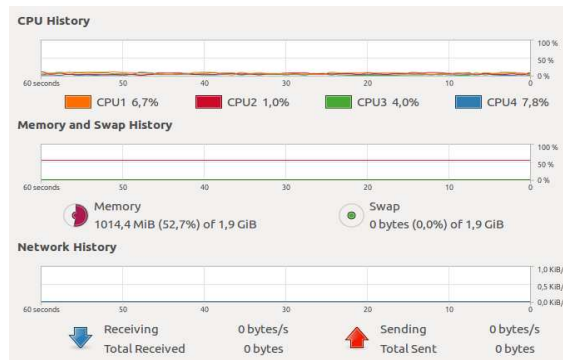 CPU History
100 %
50 %
0 %
60 seconds 50 40 30 20 10 0
CPU1 6,7% CPU2 1,0% CPU3 4,0% CPU4 7,8%
Memory and Swap History
100 %
50 %
0 %
60 seconds 50 40 30 20 10 0
Memory Swap
1014,4 MiB (52,7%) of 1,9 GiB 0 bytes (0,0%) of 1,9 GiB
Network History
1,0 KiB/
0,5 KiB/
0,0 KiB/
60 seconds 50 40 30 20 10 0
Receiving 0 bytes/s Sending 0 bytes/s
Total Received 0 bytes Total Sent 0 bytes